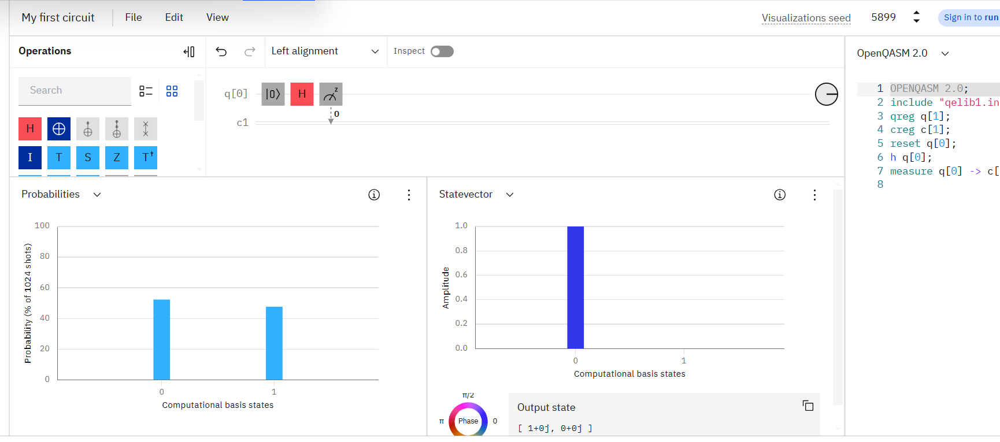 My first circuit File Edit View Visualizations seed 5899 Sign in to run
Operations Left alignment Inspect OpenQASM 2.0
Search
q[0] |0⟩ H z
0
c1
H
I T S Z T†
1 OPENQASM 2.0;
2 include "qelib1.in
3 qreg q[1];
4 creg c[1];
5 reset q[0];
6 h q[0];
7 measure q[0] -> c[
8
Probabilities
Probability (% of 1024 shots)
100
80
60
40
20
0
0 1
Computational basis states
Statevector
Amplitude
1.0
0.8
0.6
0.4
0.2
0.0
0 1
Computational basis states
π/2
π Phase 0
Output state
[ 1+0j, 0+0j ]